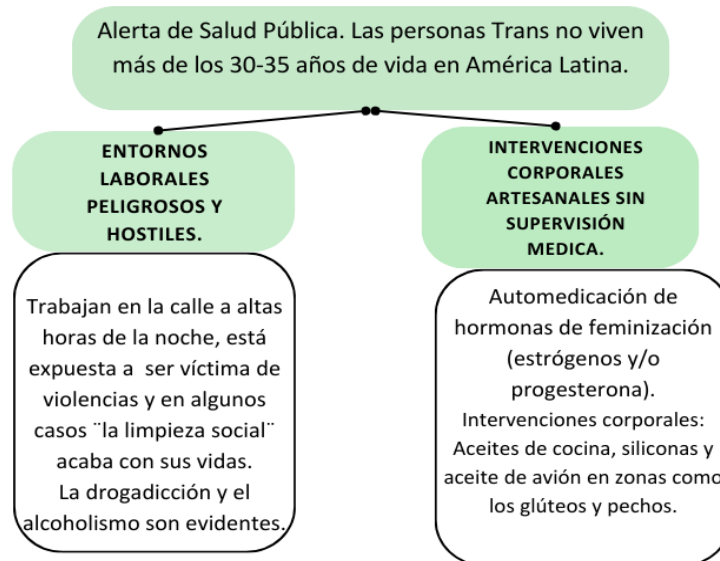 Alerta de Salud Pública. Las personas Trans no viven
más de los 30-35 años de vida en América Latina.
ENTORNOS
LABORALES
PELIGROSOS Y
HOSTILES.
Trabajan en la calle a altas
horas de la noche, está
expuesta a ser víctima de
violencias y en algunos
casos ¨la limpieza social¨
acaba con sus vidas.
La drogadicción y el
alcoholismo son evidentes.
INTERVENCIONES
CORPORALES
ARTESANALES SIN
SUPERVISIÓN
MEDICA.
Automedicación de
hormonas de feminización
(estrógenos y/o
progesterona).
Intervenciones corporales:
Aceites de cocina, siliconas y
aceite de avión en zonas como
los glúteos y pechos.